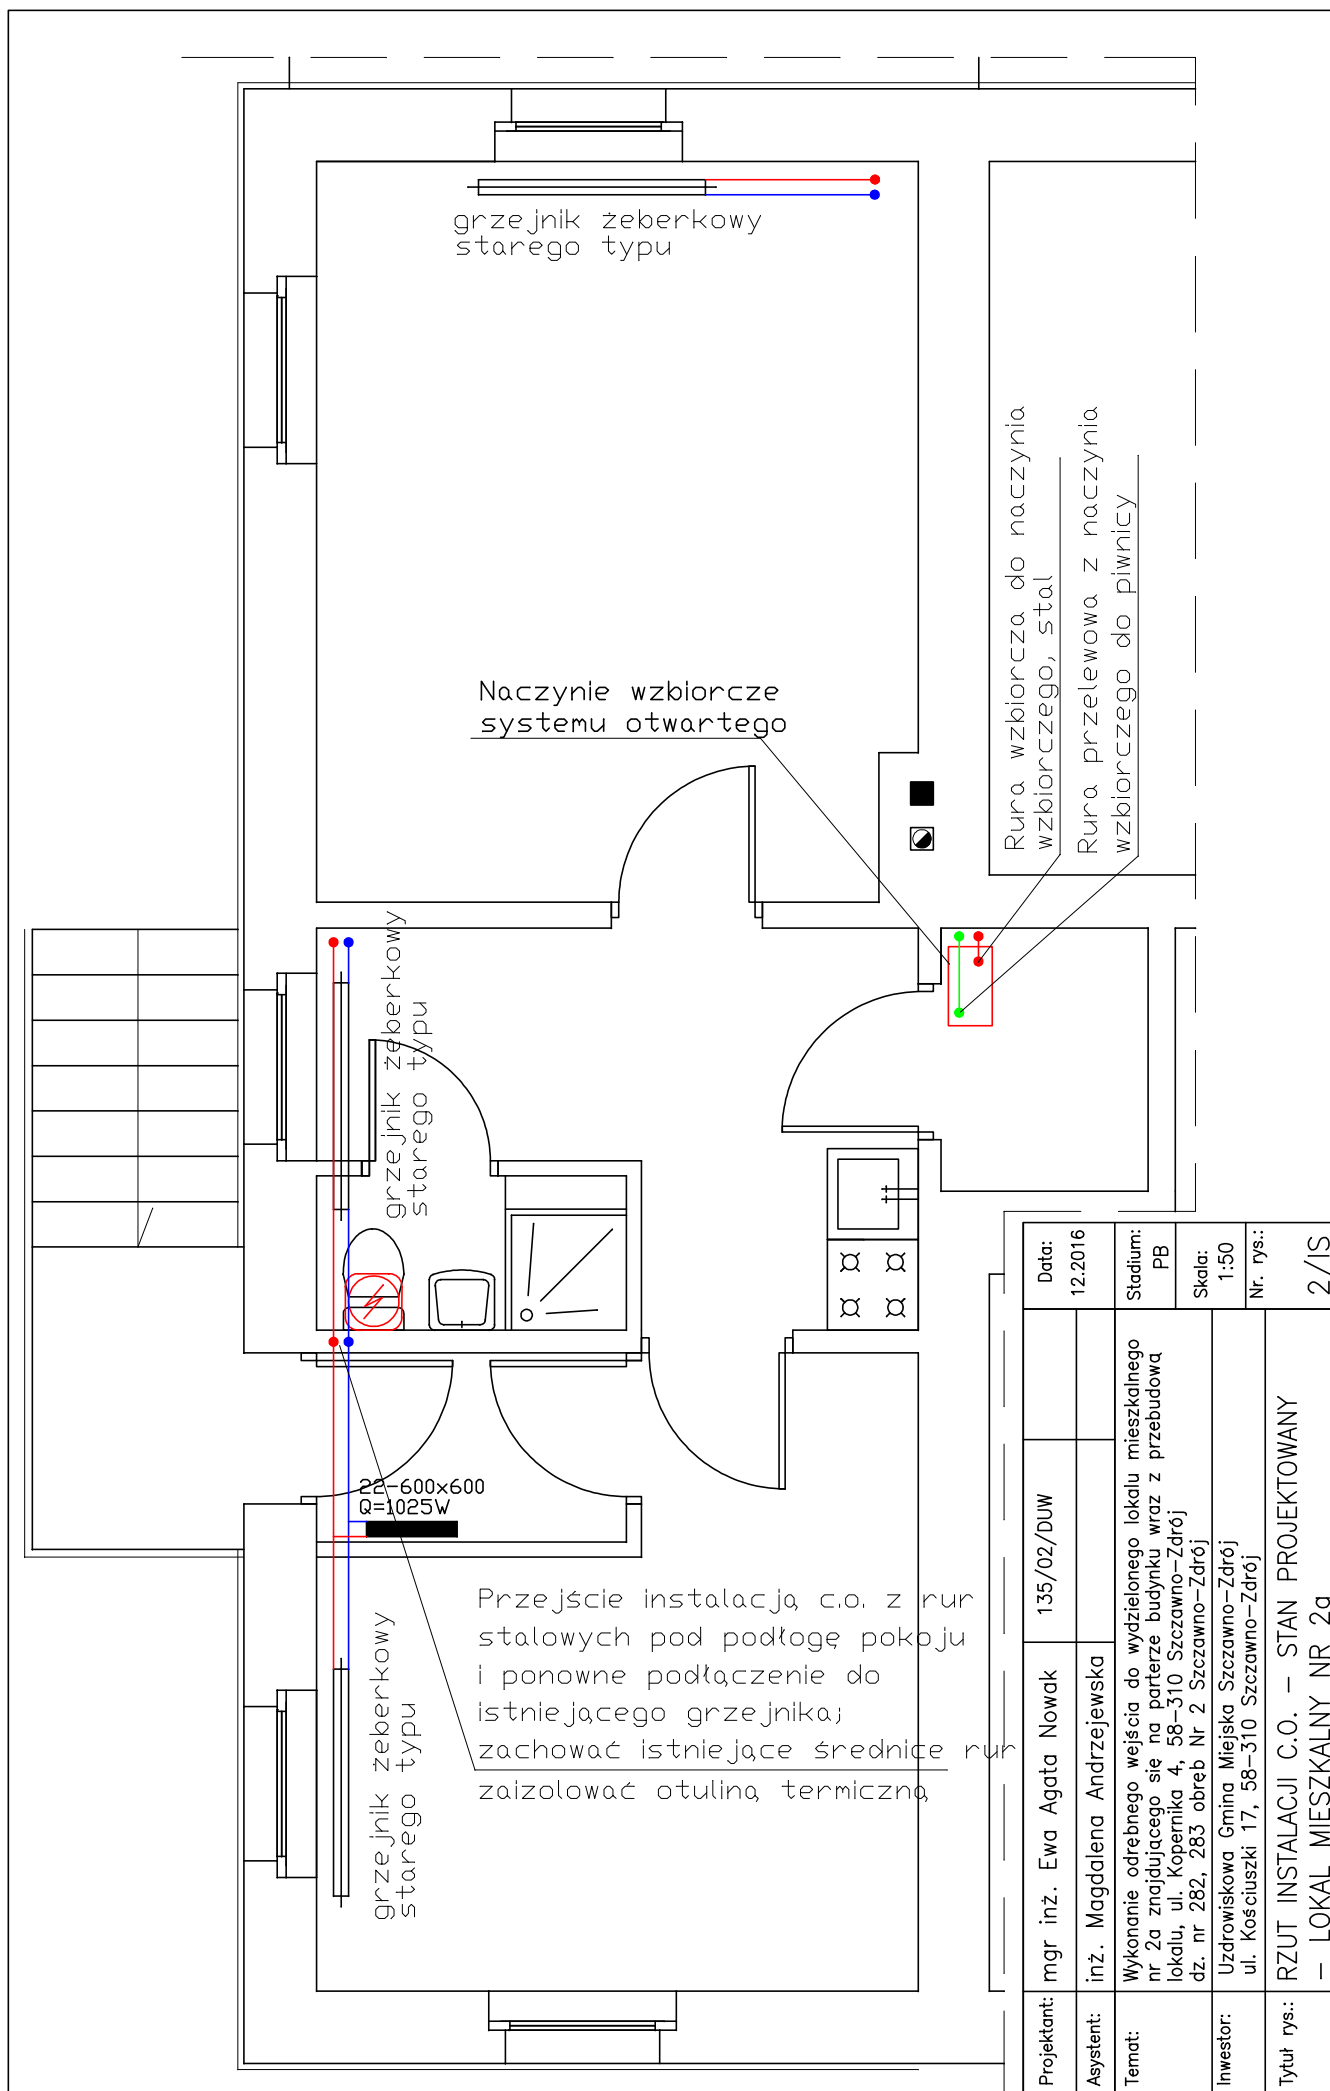 grzejnik żeberkowy
starego typu
Rura wzbiorcza do naczynia
wzbiorczego, stal
Rura przelewowa z naczynia
wzbiorczego do piwnicy
Naczynie wzbiorcze
systemu otwartego
grzejnik żeberkowy
starego typu
22-600x600
Q=1025W
Przejście instalacją c.o. z rur
stalowych pod podłogę pokoju
i ponowne podłączenie do
istniejącego grzejnika;
zachować istniejące średnice rur
zaizolować otuliną termiczną
grzejnik żeberkowy
starego typu
Projektant: mgr inż. Ewa Agata Nowak 135/02/DUW Data:
12.2016
Asystent: inż. Magdalena Andrzejewska
Temat: Wykonanie odrębnego wejścia do wydzielonego lokalu mieszkalnego
nr 2a znajdującego się na parterze budynku wraz z przebudową
lokalu, ul. Kopernika 4, 58-310 Szczawno-Zdrój
dz. nr 282, 283 obręb Nr 2 Szczawno-Zdrój
Stadium:
PB
Inwestor: Uzdrowiskowa Gmina Miejska Szczawno-Zdrój
ul. Kościuszki 17, 58-310 Szczawno-Zdrój
Skala:
1:50
Tytuł rys.: RZUT INSTALACJI C.O. - STAN PROJEKTOWANY
- LOKAL MIESZKALNY NR 2a
Nr. rys.:
2/IS